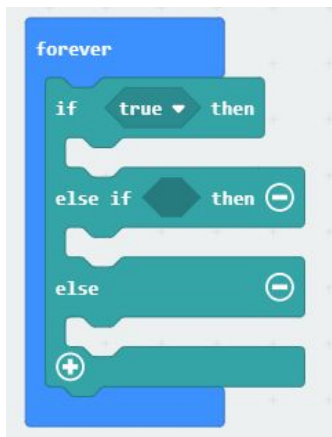 forever
if true then
else if then
else